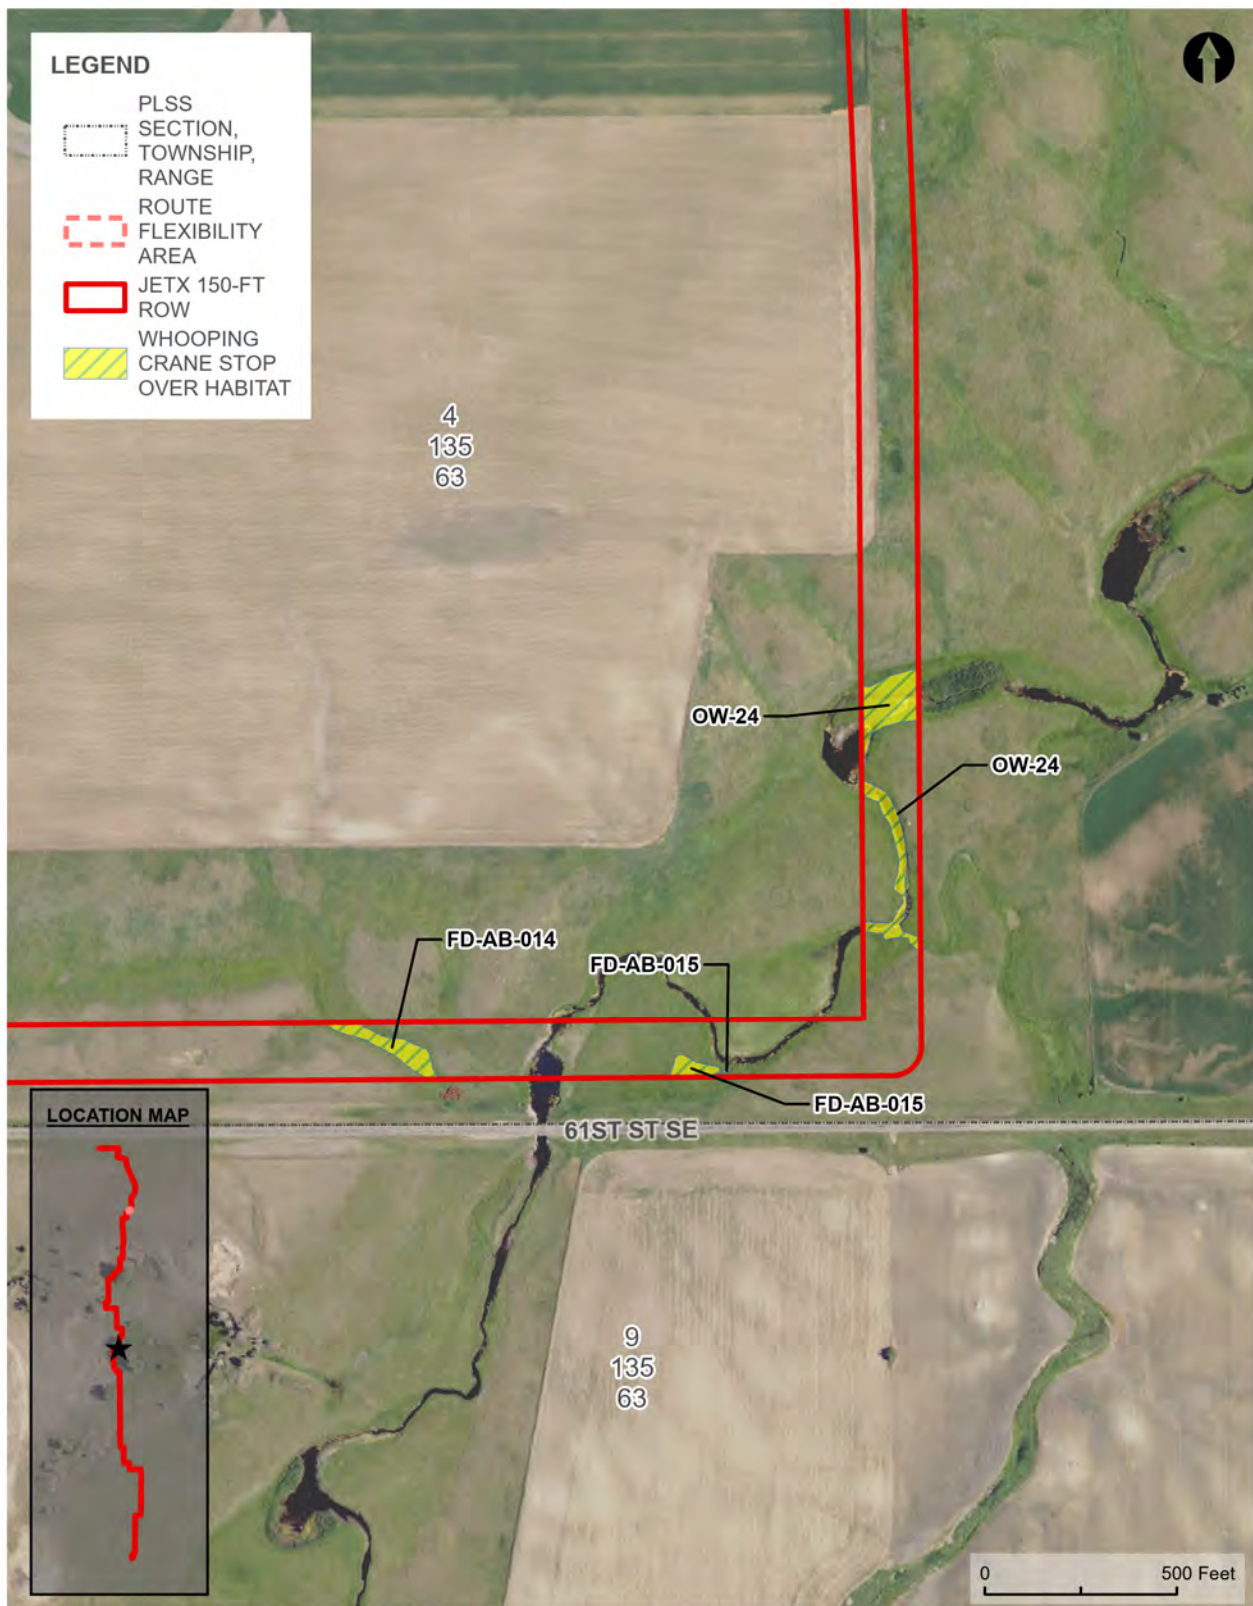 LEGEND
PLSS
SECTION,
TOWNSHIP,
RANGE
ROUTE
FLEXIBILITY
AREA
JETX 150-FT
ROW
WHOOPING
CRANE STOP
OVER HABITAT
4
135
63
OW-24
OW-24
FD-AB-014
FD-AB-015
FD-AB-015
61ST ST SE
LOCATION MAP
9
135
63
0 500 Feet